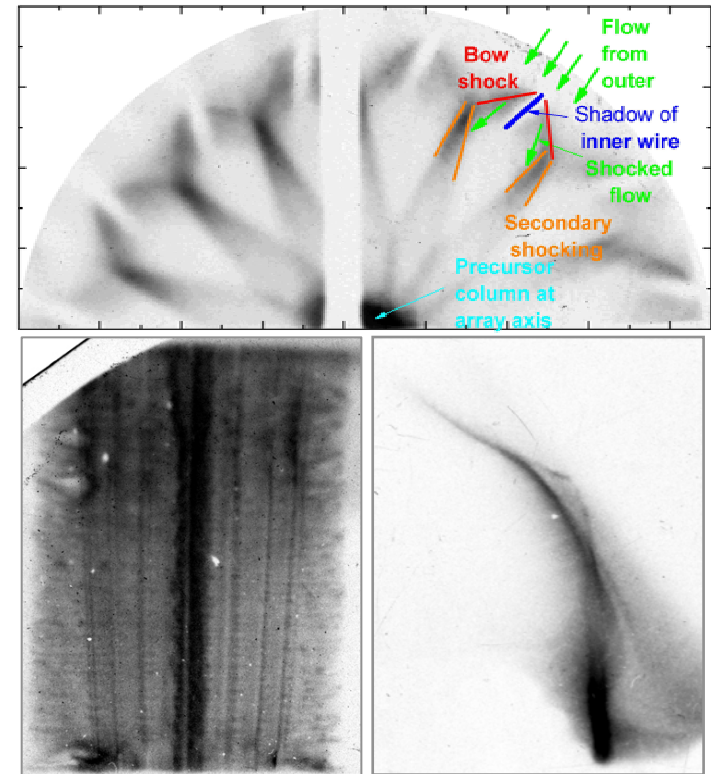 Flow
from
outer
Bow
shock
Shadow of
inner wire
Shocked
flow
Secondary
shocking
Precursor
column at
array axis